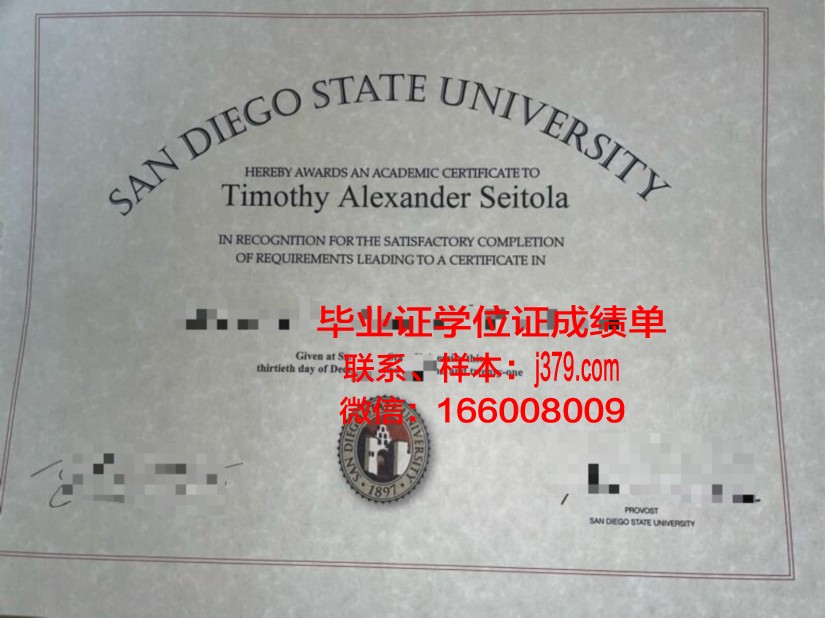 SAN DIEGO STATE UNIVERSITY
HEREBY AWARDS AN ACADEMIC CERTIFICATE TO
Timothy Alexander Seitola
IN RECOGNITION FOR THE SATISFACTORY COMPLETION
OF REQUIREMENTS LEADING TO A CERTIFICATE IN
毕业证学位证成绩单
Given at
thirtieth day of
联系、样本：j379.com
微信：166008009
SAN DIEGO UNIVERSITY
1897
PROVOST
SAN DIEGO STATE UNIVERSITY